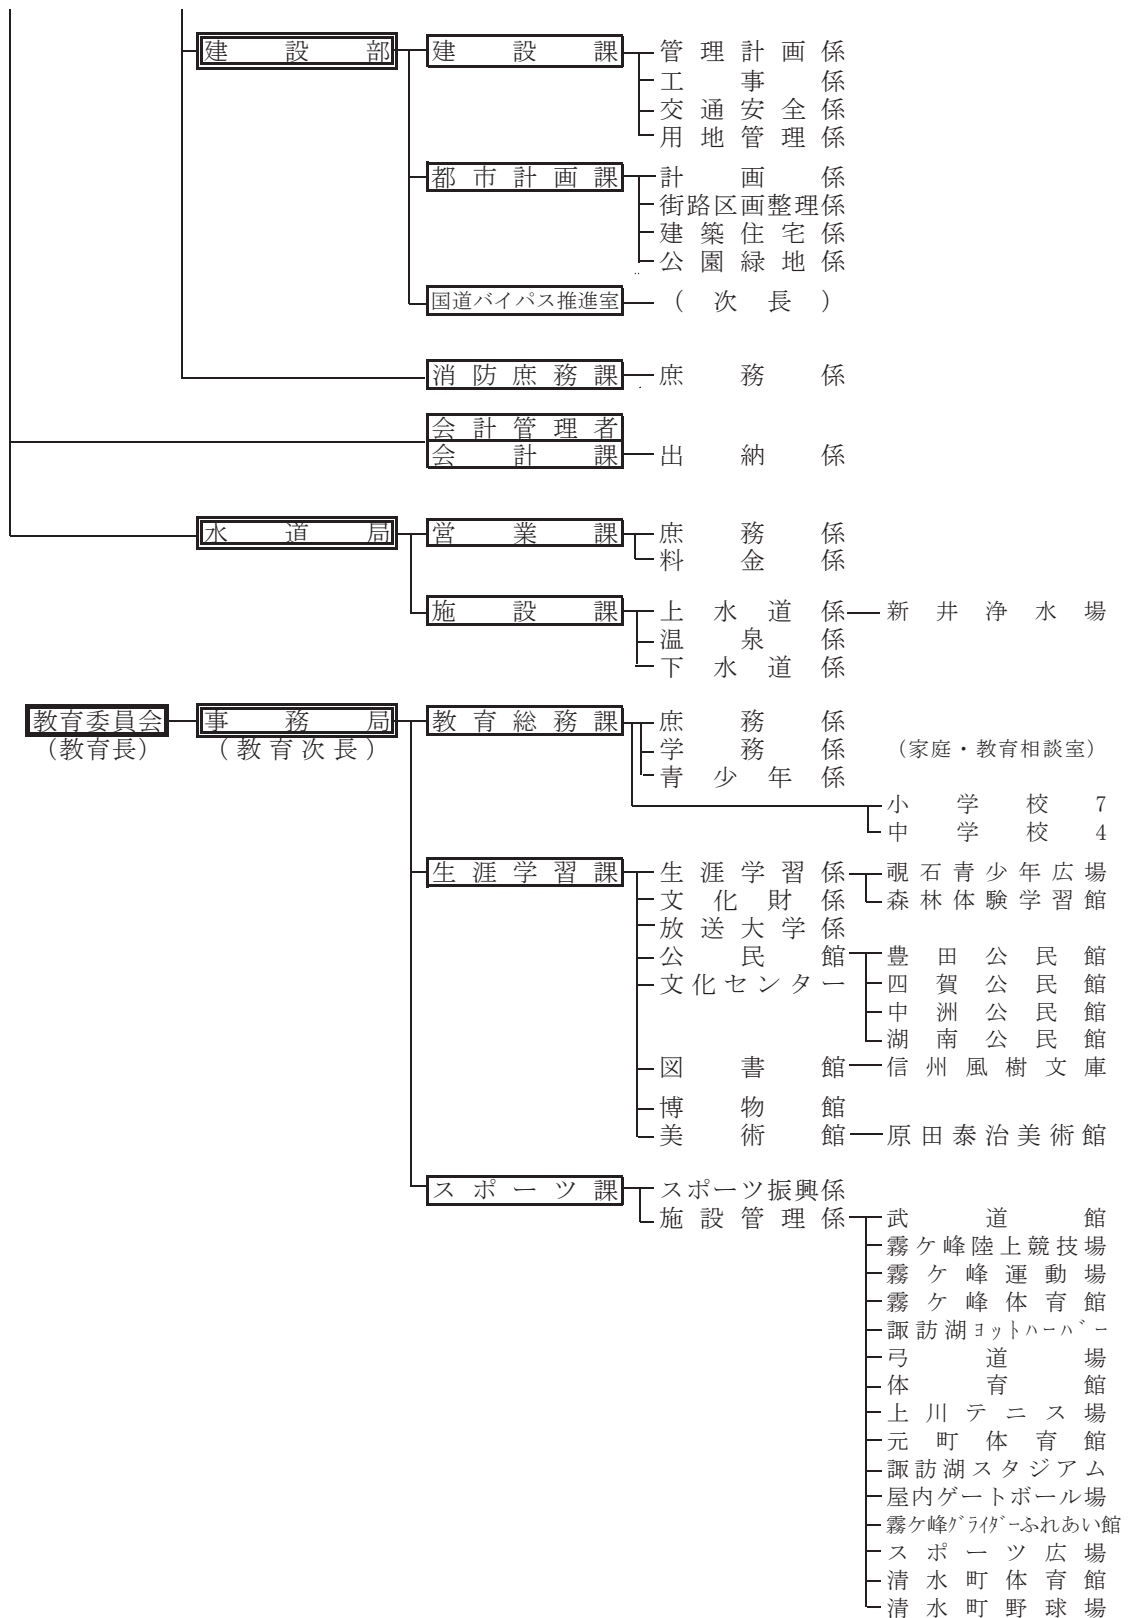 建設部 建設課 管理計画係
工事係
交通安全係
用地管理係
都市計画課 計画係
街路区画整理係
建築住宅係
公園緑地係
国道バイパス推進室 (次長)
消防庶務課 庶務係
会計管理者
会計課 出納係
水道局 営業課 庶務係
料金係
施設課 上水道係 新井浄水場
温泉係
下水道係
教育委員会 事務局 教育総務課 庶務係
(教育長) (教育次長) 学務係 (家庭・教育相談室)
青少年係
小学校7
中学校4
生涯学習課 生涯学習係 覗石青少年広場
文化財係 森林体験学習館
放送大学係
公民館 豊田公民館
文化センター 四賀公民館
中洲公民館
湖南公民館
図書館 信州風樹文庫
博物館
美術館 原田泰治美術館
スポーツ課 スポーツ振興係
施設管理係 武道館
霧ケ峰陸上競技場
霧ケ峰運動場
霧ケ峰体育館
諏訪湖ヨットハーバー
弓道場
体育館
上川テニス場
元町体育館
諏訪湖スタジアム
屋内ゲートボール場
霧ケ峰グライダーふれあい館
スポーツ広場
清水町体育館
清水町野球場